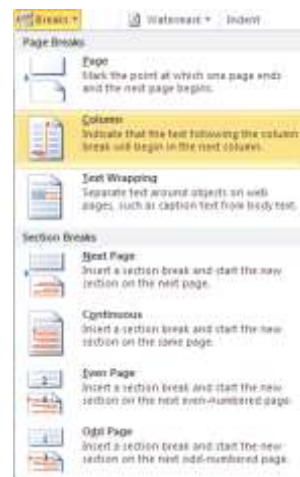 Breaks Watermark Indent
Page Breaks
Page
Mark the point at which one page ends
and the next page begins.
Column
Indicate that the text following the column
break will begin in the next column.
Text Wrapping
Separate text around objects on web
pages, such as caption text from body text.
Section Breaks
Next Page
Insert a section break and start the new
section on the next page.
Continuous
Insert a section break and start the new
section on the same page.
Even Page
Insert a section break and start the new
section on the next even-numbered page.
Odd Page
Insert a section break and start the new
section on the next odd-numbered page.